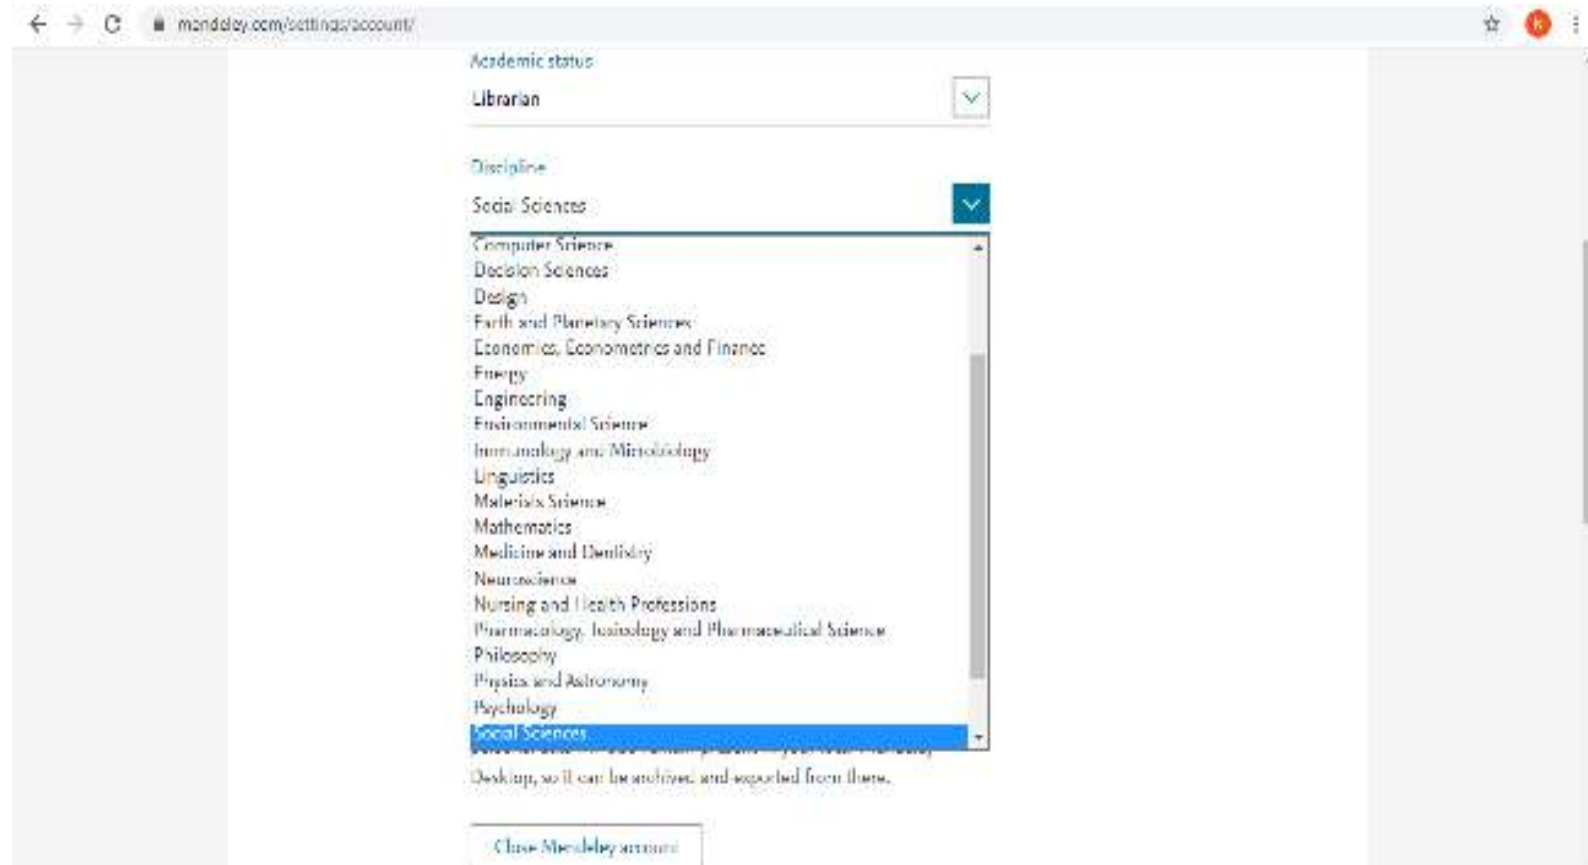 mendeley.com/settings/account/
k
Academic status
Librarian
Discipline
Social Sciences
Computer Science
Decision Sciences
Design
Earth and Planetary Sciences
Economics, Econometrics and Finance
Energy
Engineering
Environmental Science
Immunology and Microbiology
Linguistics
Materials Science
Mathematics
Medicine and Dentistry
Neuroscience
Nursing and Health Professions
Pharmacology, Toxicology and Pharmaceutical Science
Philosophy
Physics and Astronomy
Psychology
Social Sciences
Desktop, so it can be archived and exported from there.
Close Mendeley account